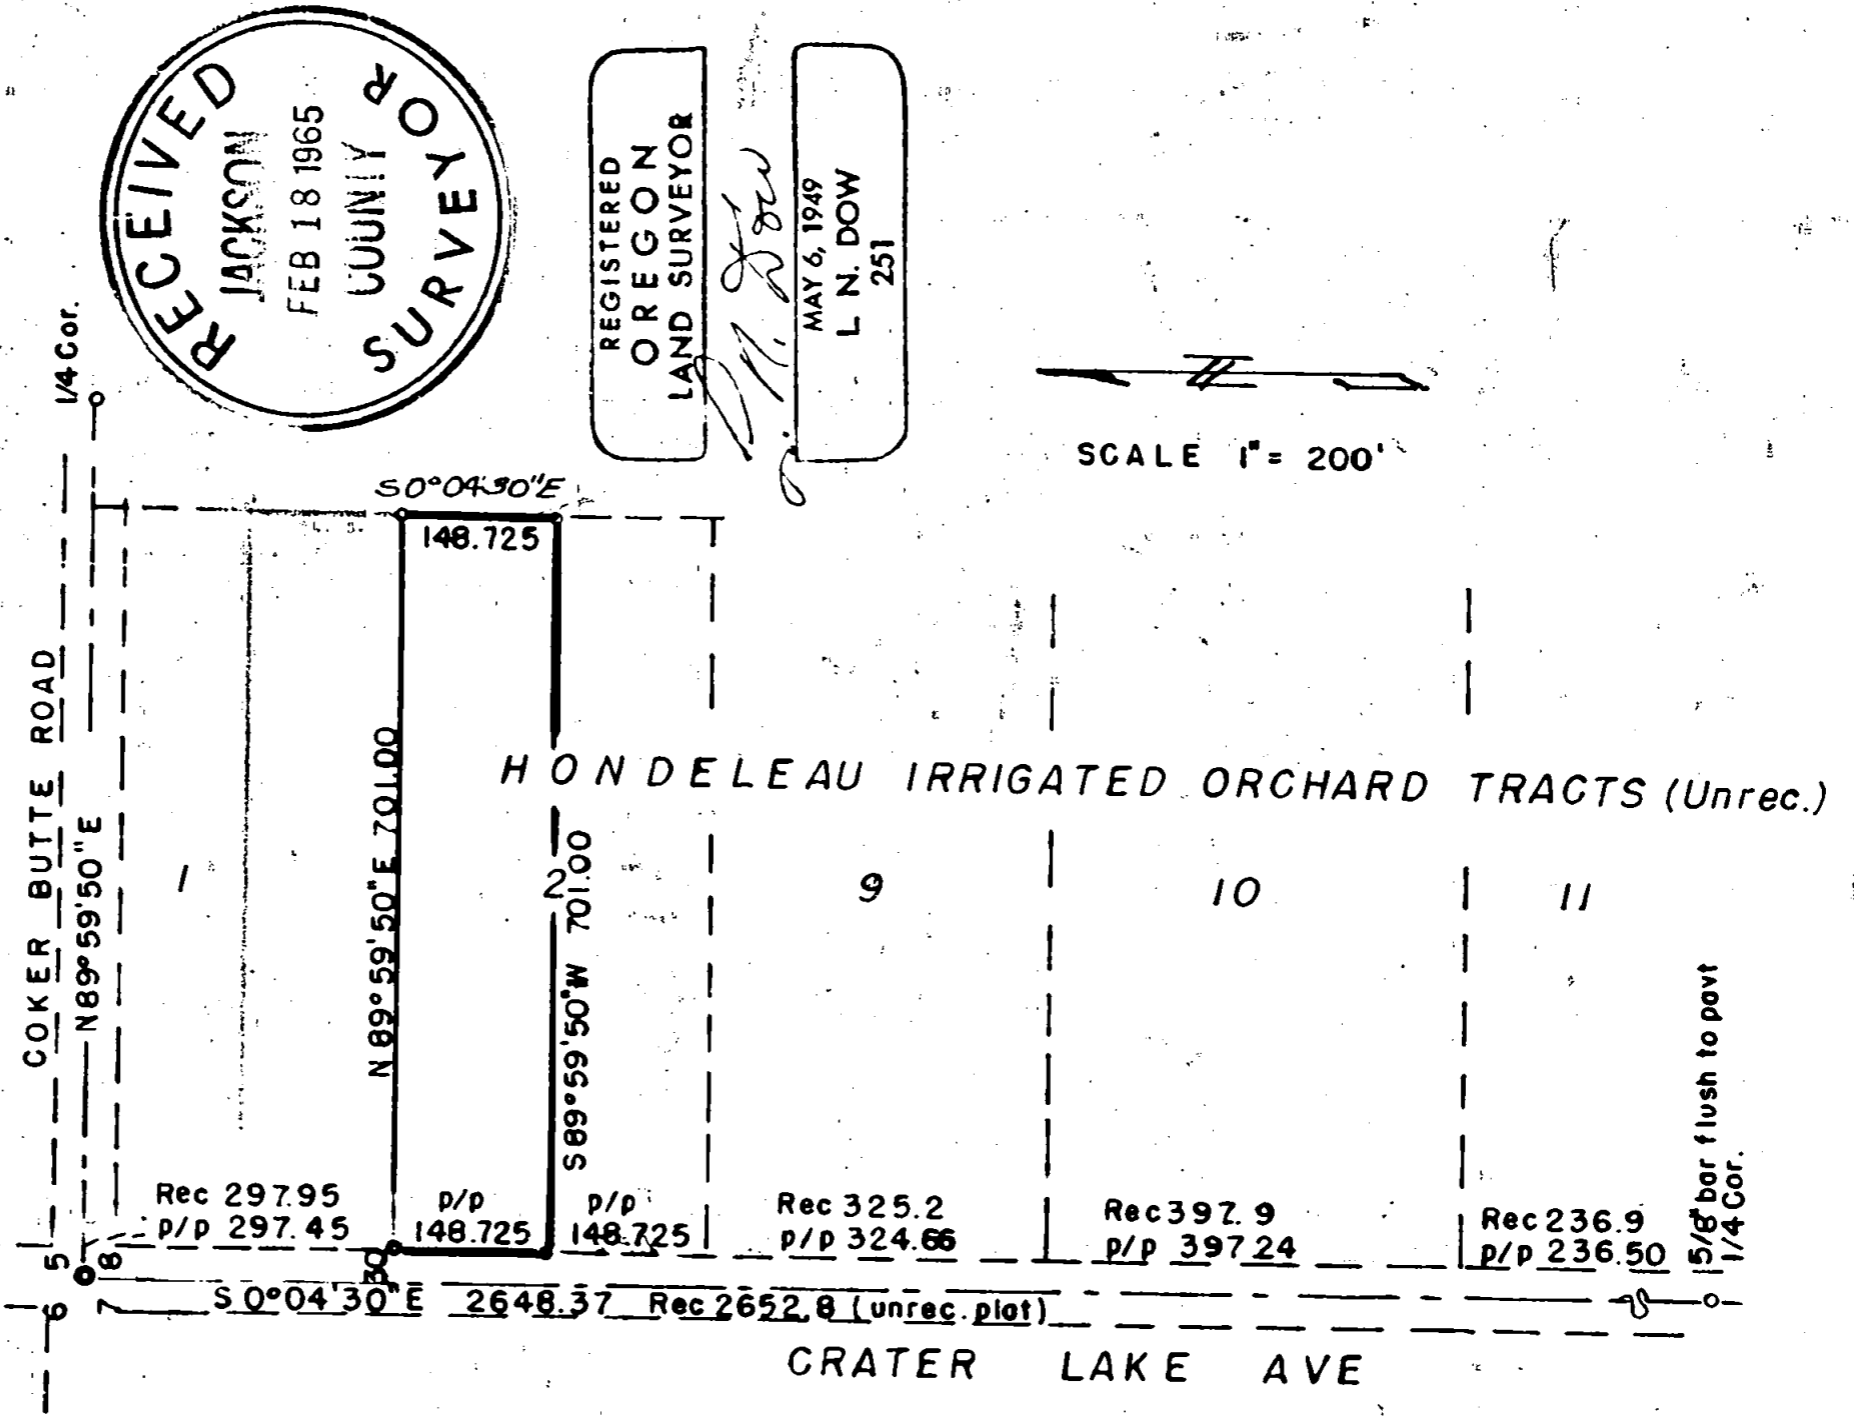 RECEIVED
JACKSON
FEB 18 1965
COUNTY
SURVEYOR
REGISTERED
OREGON
LAND SURVEYOR
L. N. Dow
MAY 6, 1949
L N. DOW
251
1/4 Cor.
SCALE 1" = 200'
S0°04'30"E
148.725
COKER BUTTE ROAD
N89°59'50"E
N89°59'50"E 701.00
S89°59'50"W 701.00
HONDELEAU IRRIGATED ORCHARD TRACTS (Unrec.)
1
2
9
10
11
Rec 297.95
p/p 297.45
p/p
148.725
p/p
148.725
Rec 325.2
p/p 324.66
Rec 397.9
p/p 397.24
Rec 236.9
p/p 236.50
5/8" bar flush to pavt
1/4 Cor.
5
8
6
7
30
S0°04'30"E 2648.37 Rec 2652.8 (unrec. plat)
CRATER LAKE AVE